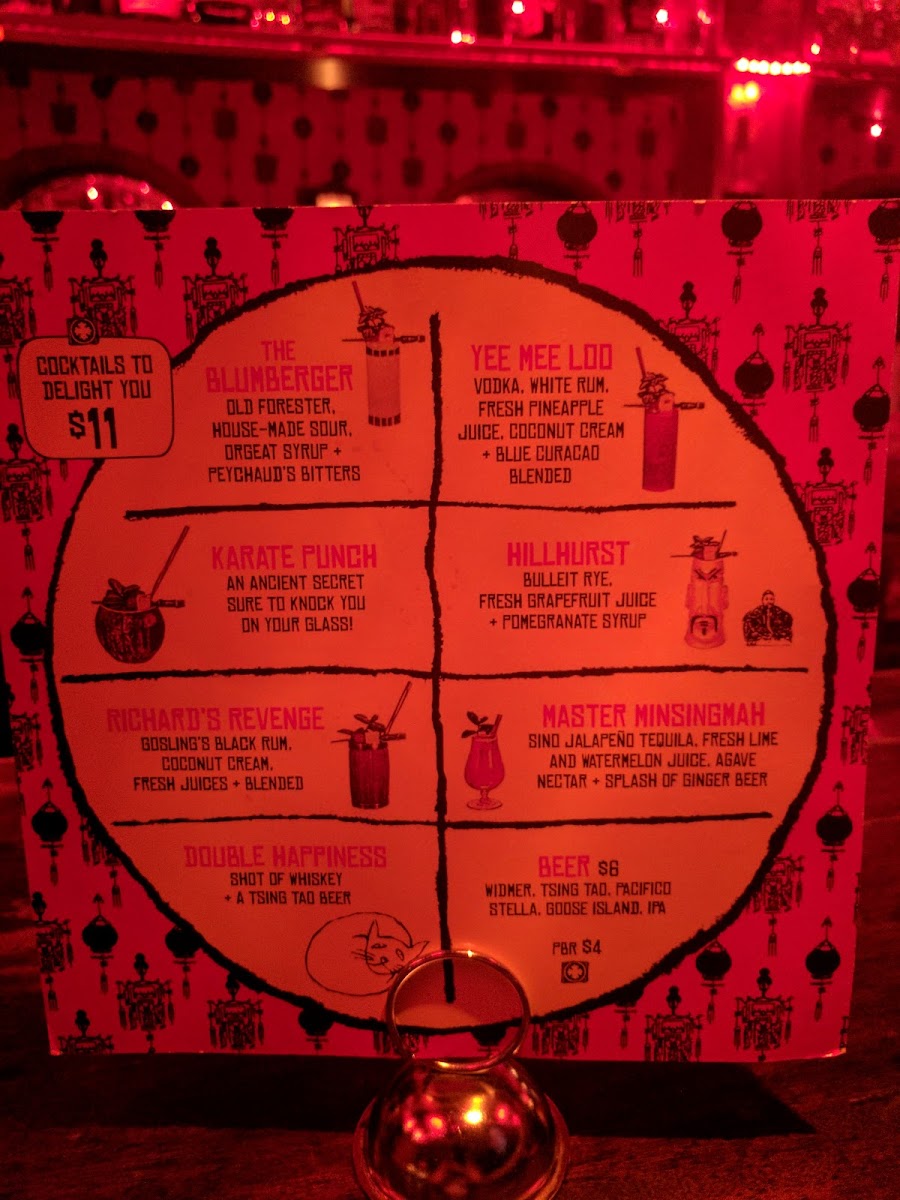 COCKTAILS TO
DELIGHT YOU
$11
THE
BLUMBERGER
OLD FORESTER,
HOUSE-MADE SOUR,
ORGEAT SYRUP +
PEYCHAUD'S BITTERS
YEE MEE LOO
VODKA, WHITE RUM,
FRESH PINEAPPLE
JUICE, COCONUT CREAM
+ BLUE CURACAO
BLENDED
KARATE PUNCH
AN ANCIENT SECRET
SURE TO KNOCK YOU
ON YOUR GLASS!
HILLHURST
BULLEIT RYE,
FRESH GRAPEFRUIT JUICE
+ POMEGRANATE SYRUP
RICHARD'S REVENGE
GOSLING'S BLACK RUM,
COCONUT CREAM,
FRESH JUICES + BLENDED
MASTER MINSINGMAH
SINO JALAPEÑO TEQUILA, FRESH LIME
AND WATERMELON JUICE, AGAVE
NECTAR + SPLASH OF GINGER BEER
DOUBLE HAPPINESS
SHOT OF WHISKEY
+ A TSING TAO BEER
BEER $6
WIDMER, TSING TAO, PACIFICO
STELLA, GOOSE ISLAND, IPA
PBR $4